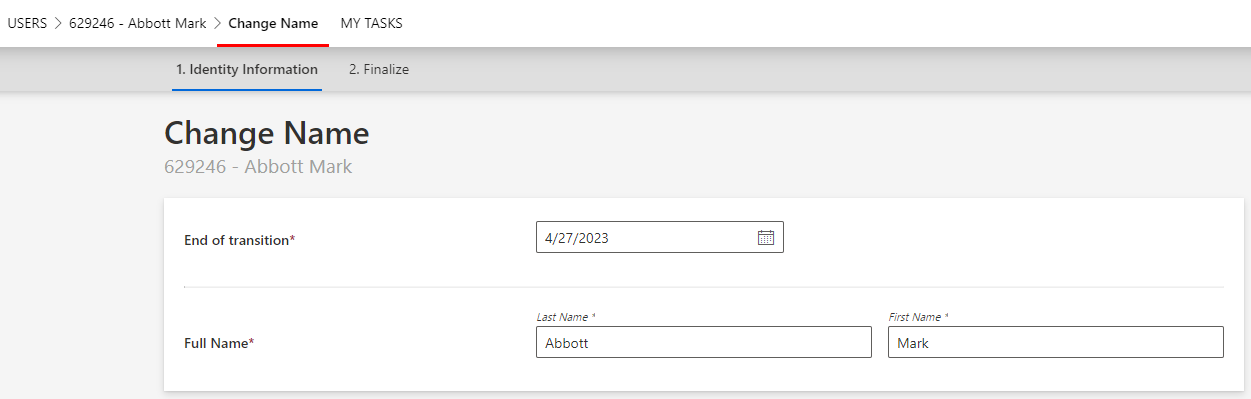 USERS > 629246 - Abbott Mark > Change Name MY TASKS
1. Identity Information 2. Finalize
Change Name
629246 - Abbott Mark
End of transition* 4/27/2023
Last Name * First Name *
Full Name* Abbott Mark